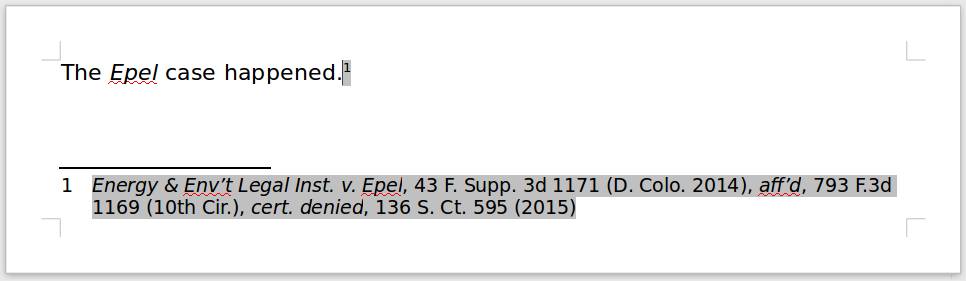 The Epel case happened.1
1 Energy & Env’t Legal Inst. v. Epel, 43 F. Supp. 3d 1171 (D. Colo. 2014), aff’d, 793 F.3d
1169 (10th Cir.), cert. denied, 136 S. Ct. 595 (2015)